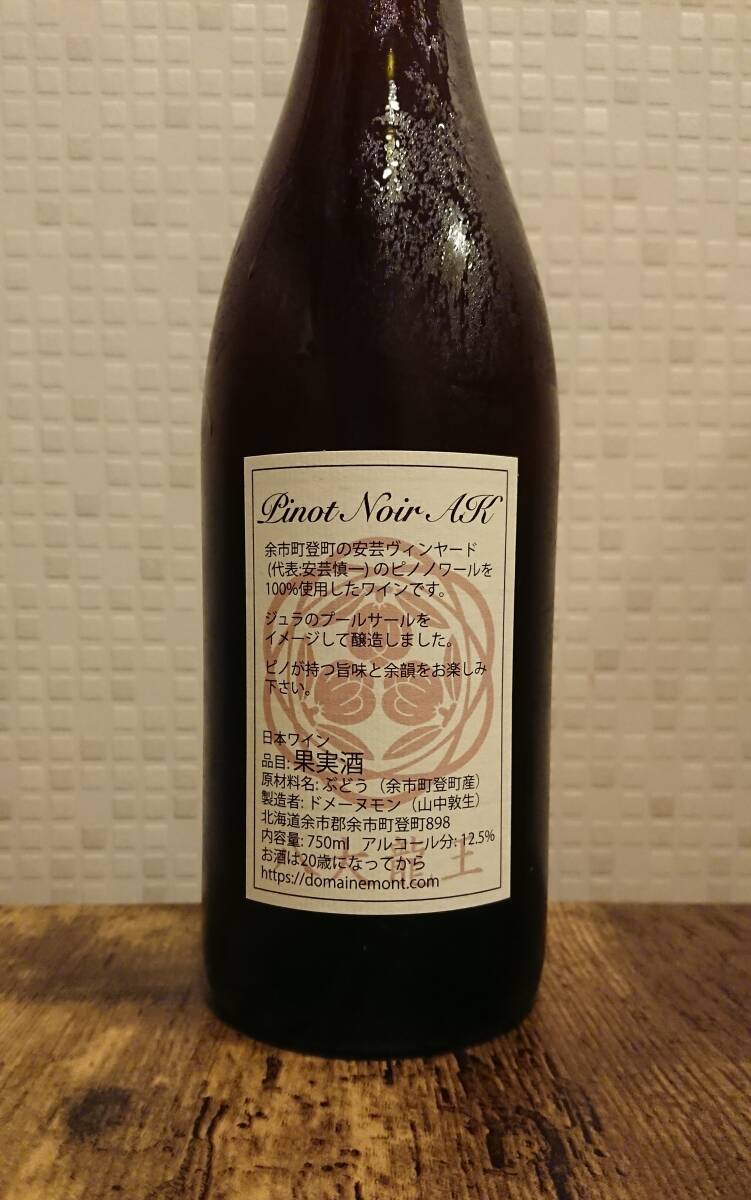 Pinot Noir AK
余市町登町の安芸ヴィンヤード
(代表:安芸慎一)のピノノワールを
100%使用したワインです。
ジュラのプールサールを
イメージして醸造しました。
ピノが持つ旨味と余韻をお楽しみ
下さい。
日本ワイン
品目: 果実酒
原材料名: ぶどう（余市町登町産）
製造者: ドメーヌモン（山中敦生）
北海道余市郡余市町登町898
内容量: 750ml アルコール分: 12.5%
お酒は20歳になってから
https://domainemont.com
大龍王